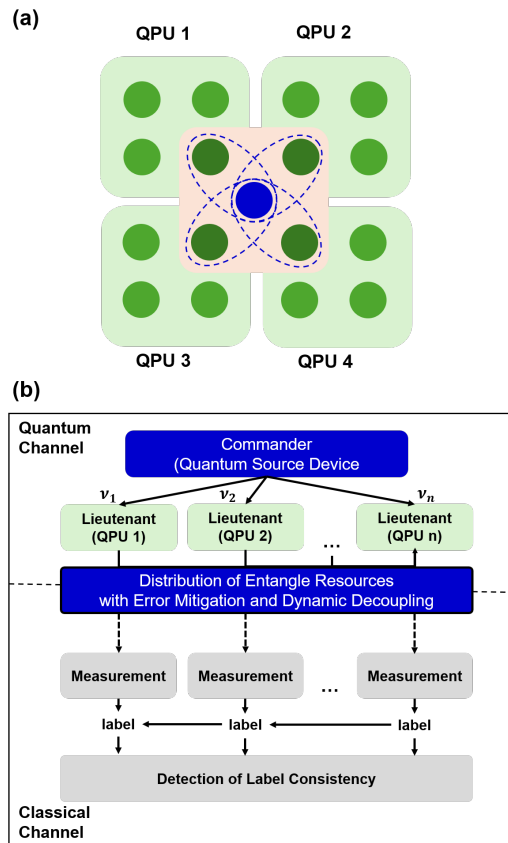 (a)
QPU 1
QPU 2
QPU 3
QPU 4
(b)
Quantum
Channel
Commander
(Quantum Source Device
ν₁
ν₂
νₙ
Lieutenant
(QPU 1)
Lieutenant
(QPU 2)
...
Lieutenant
(QPU n)
Distribution of Entangle Resources
with Error Mitigation and Dynamic Decoupling
Measurement
Measurement
...
Measurement
label
label
label
Detection of Label Consistency
Classical
Channel